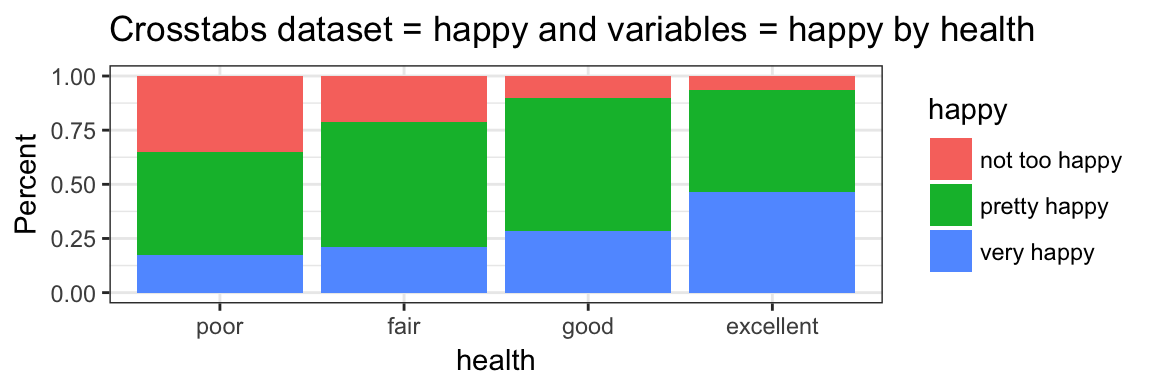 Crosstabs dataset = happy and variables = happy by health
1.00
0.75
0.50
0.25
0.00
Percent
poor fair good excellent
health
happy
not too happy
pretty happy
very happy